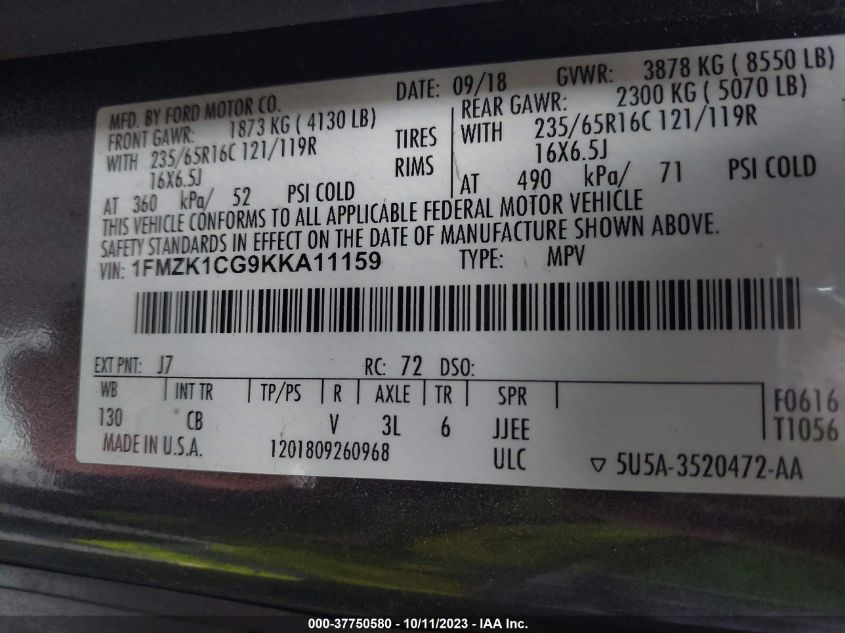 MFD. BY FORD MOTOR CO. DATE: 09/18 GVWR: 3878 KG ( 8550 LB)
FRONT GAWR: 1873 KG ( 4130 LB) REAR GAWR: 2300 KG ( 5070 LB)
WITH 235/65R16C 121/119R TIRES WITH 235/65R16C 121/119R
16X6.5J RIMS 16X6.5J
AT 360 kPa/ 52 PSI COLD AT 490 kPa/ 71 PSI COLD
THIS VEHICLE CONFORMS TO ALL APPLICABLE FEDERAL MOTOR VEHICLE
SAFETY STANDARDS IN EFFECT ON THE DATE OF MANUFACTURE SHOWN ABOVE.
VIN: 1FMZK1CG9KKA11159 TYPE: MPV
EXT PNT: J7 RC: 72 DSO:
WB INT TR TP/PS R AXLE TR SPR F0616
130 CB V 3L 6 JJEE T1056
MADE IN U.S.A. 1201809260968 ULC ▽ 5U5A-3520472-AA
000-37750580 - 10/11/2023 - IAA Inc.